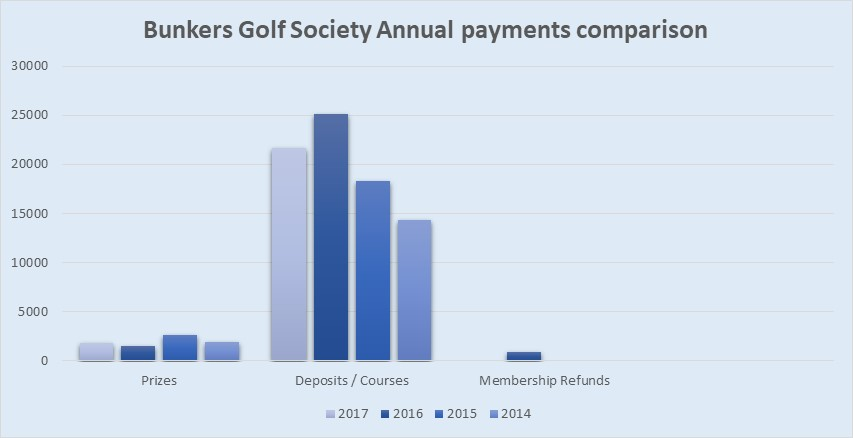 Bunkers Golf Society Annual payments comparison
30000
25000
20000
15000
10000
5000
0
Prizes Deposits / Courses Membership Refunds
2017 2016 2015 2014